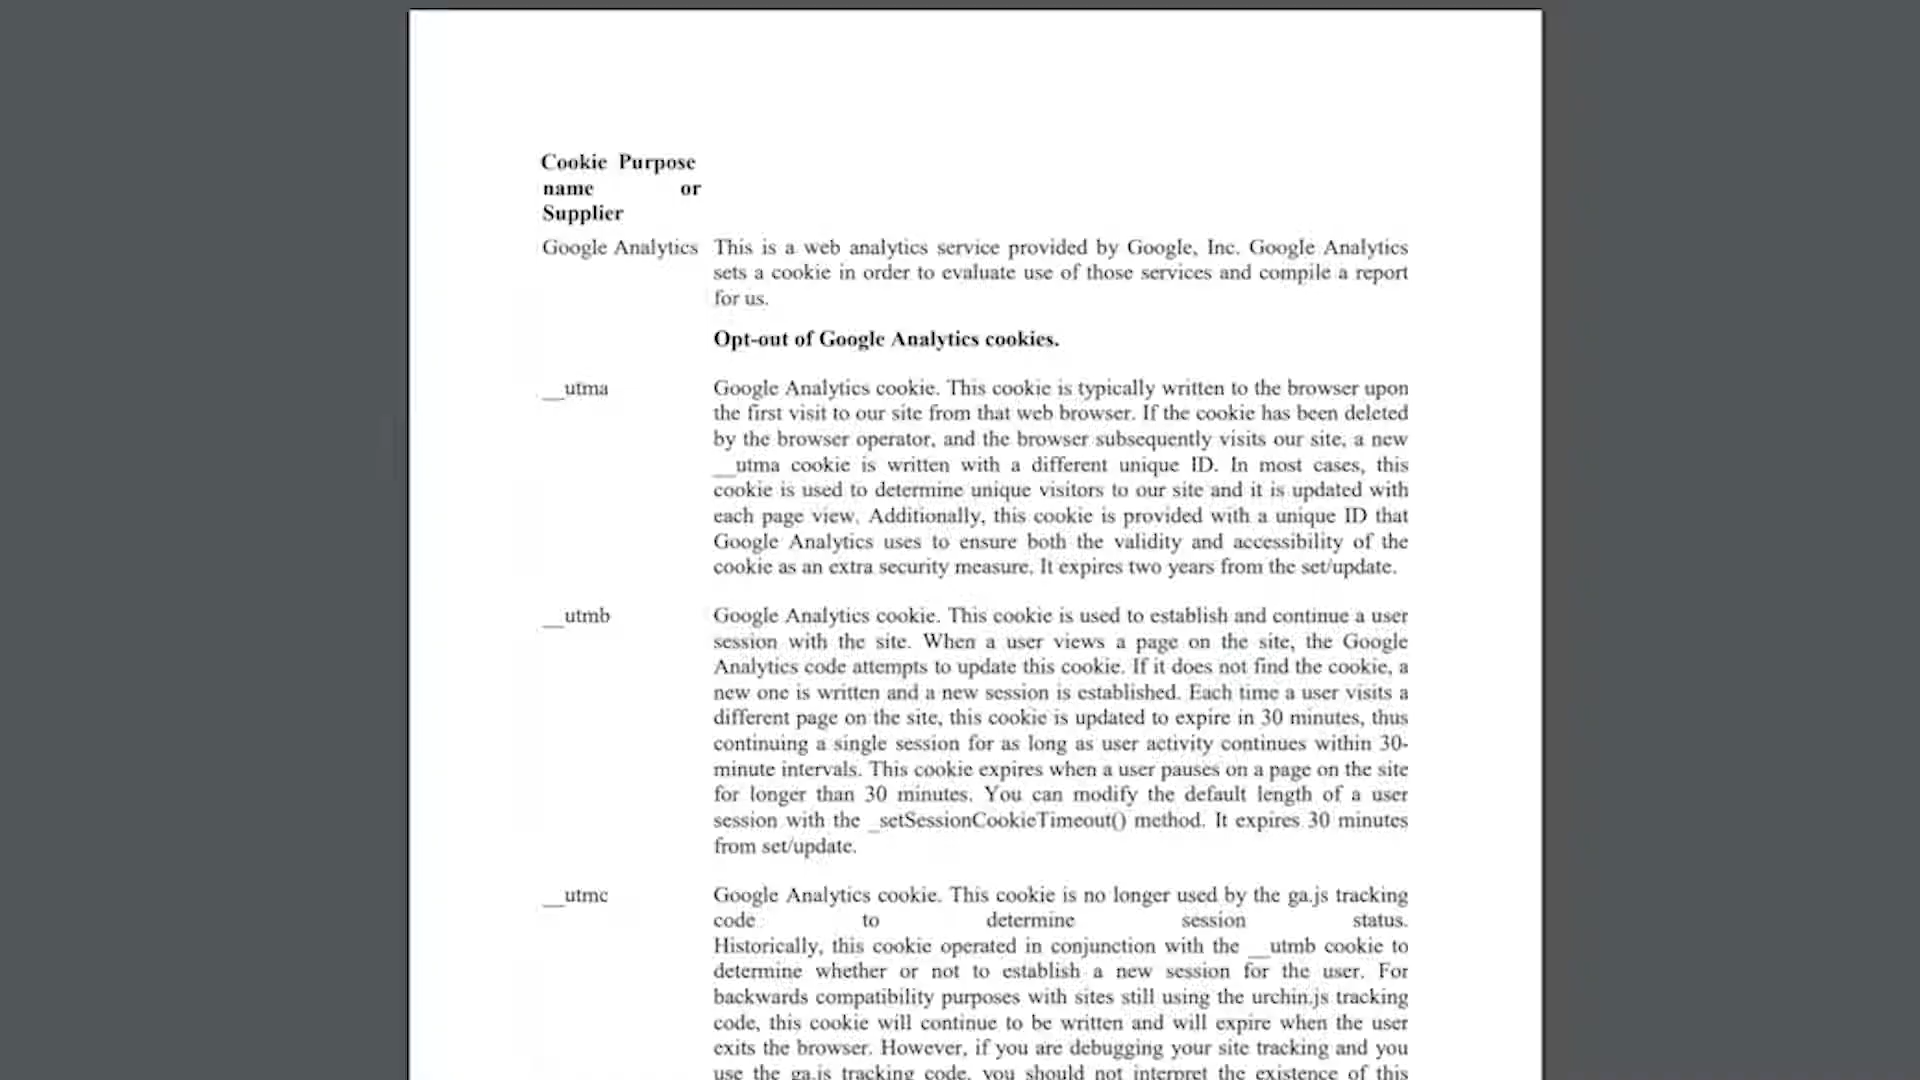 Cookie Purpose
name or
Supplier
Google Analytics This is a web analytics service provided by Google, Inc. Google Analytics
sets a cookie in order to evaluate use of those services and compile a report
for us.
Opt-out of Google Analytics cookies.
__utma Google Analytics cookie. This cookie is typically written to the browser upon
the first visit to our site from that web browser. If the cookie has been deleted
by the browser operator, and the browser subsequently visits our site, a new
__utma cookie is written with a different unique ID. In most cases, this
cookie is used to determine unique visitors to our site and it is updated with
each page view. Additionally, this cookie is provided with a unique ID that
Google Analytics uses to ensure both the validity and accessibility of the
cookie as an extra security measure. It expires two years from the set/update.
__utmb Google Analytics cookie. This cookie is used to establish and continue a user
session with the site. When a user views a page on the site, the Google
Analytics code attempts to update this cookie. If it does not find the cookie, a
new one is written and a new session is established. Each time a user visits a
different page on the site, this cookie is updated to expire in 30 minutes, thus
continuing a single session for as long as user activity continues within 30-
minute intervals. This cookie expires when a user pauses on a page on the site
for longer than 30 minutes. You can modify the default length of a user
session with the _setSessionCookieTimeout() method. It expires 30 minutes
from set/update.
__utmc Google Analytics cookie. This cookie is no longer used by the ga.js tracking
code to determine session status.
Historically, this cookie operated in conjunction with the __utmb cookie to
determine whether or not to establish a new session for the user. For
backwards compatibility purposes with sites still using the urchin.js tracking
code, this cookie will continue to be written and will expire when the user
exits the browser. However, if you are debugging your site tracking and you
use the ga.js tracking code, you should not interpret the existence of this